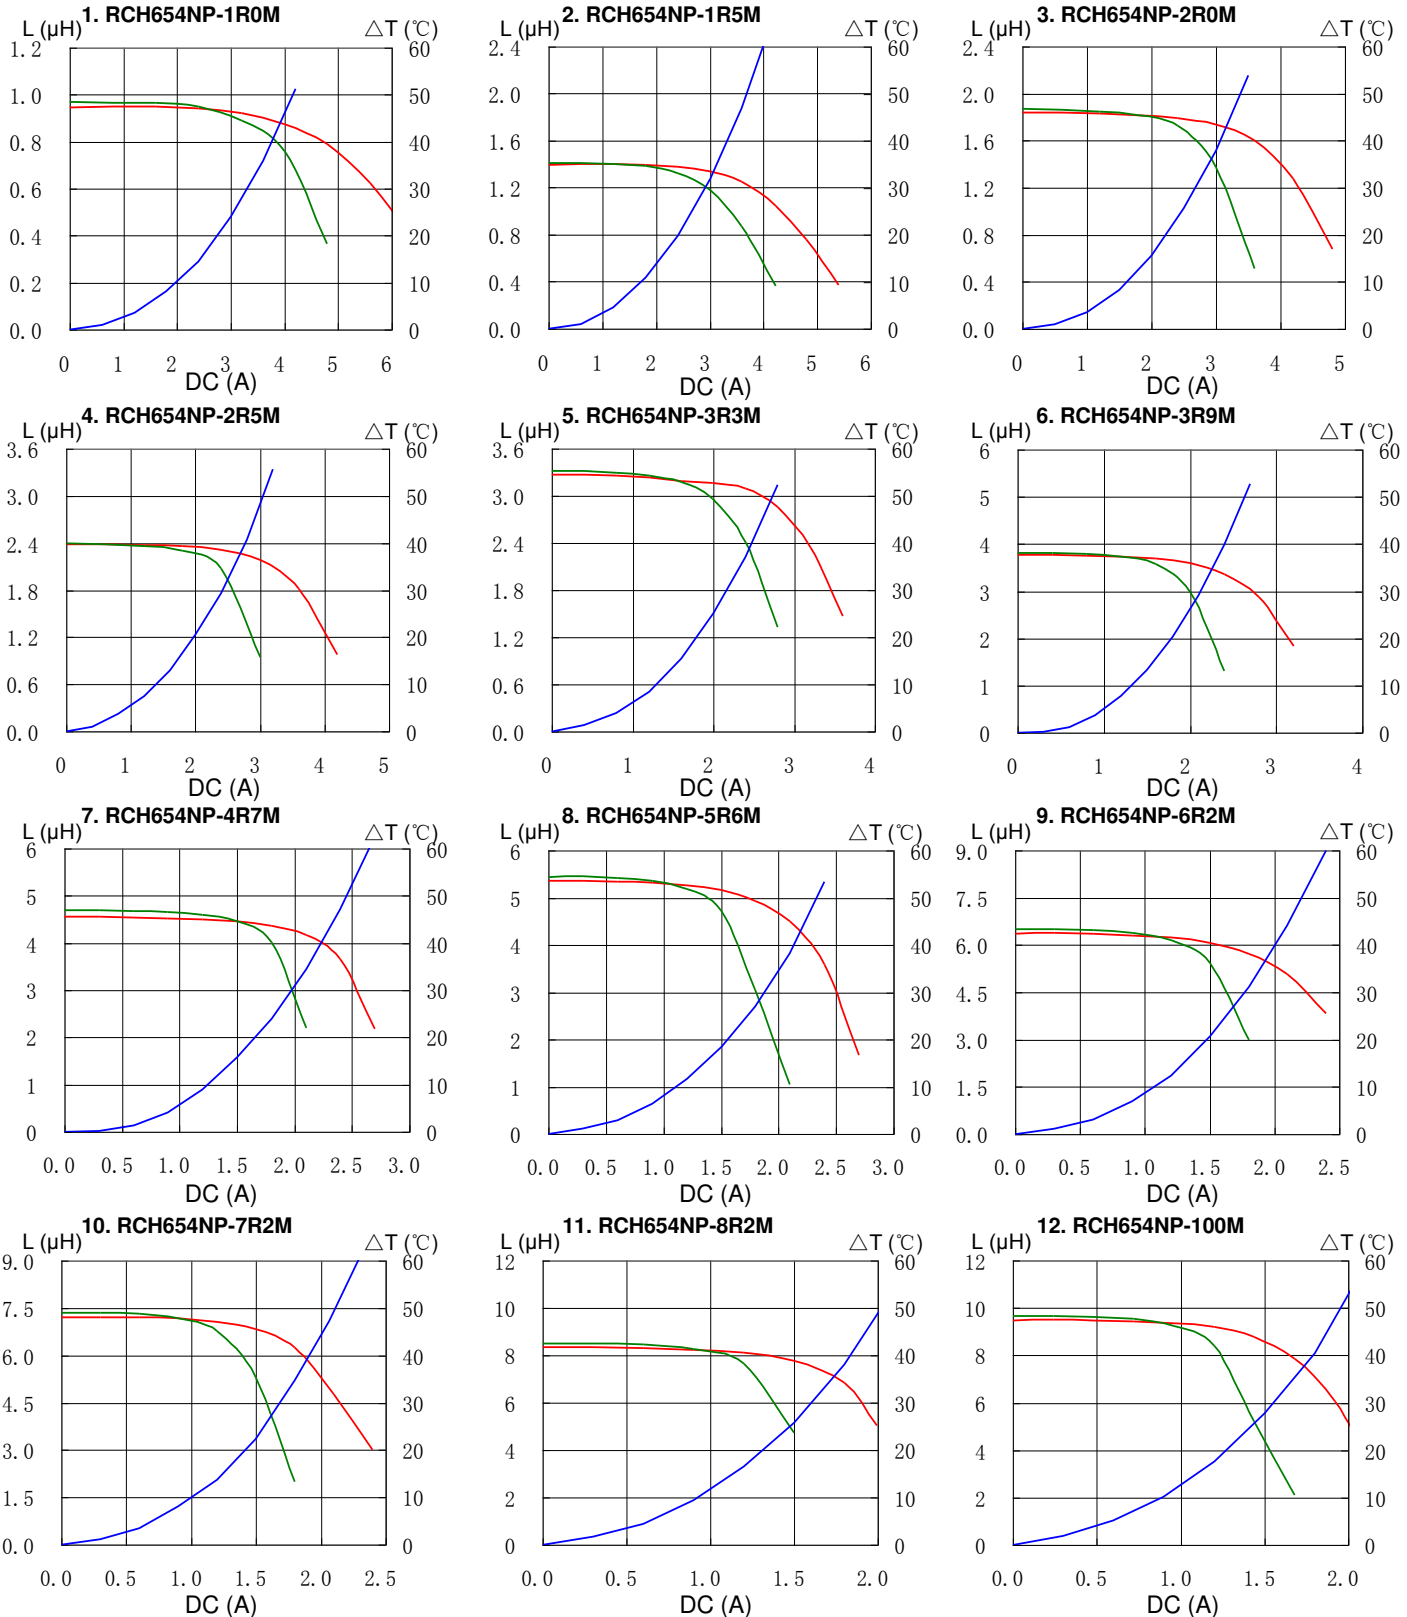 1. RCH654NP-1R0M
L (μH)
△T (℃)
1.2
1.0
0.8
0.6
0.4
0.2
0.0
60
50
40
30
20
10
0
0 1 2 3 4 5 6
DC (A)
2. RCH654NP-1R5M
L (μH)
△T (℃)
2.4
2.0
1.6
1.2
0.8
0.4
0.0
60
50
40
30
20
10
0
0 1 2 3 4 5 6
DC (A)
3. RCH654NP-2R0M
L (μH)
△T (℃)
2.4
2.0
1.6
1.2
0.8
0.4
0.0
60
50
40
30
20
10
0
0 1 2 3 4 5
DC (A)
4. RCH654NP-2R5M
L (μH)
△T (℃)
3.6
3.0
2.4
1.8
1.2
0.6
0.0
60
50
40
30
20
10
0
0 1 2 3 4 5
DC (A)
5. RCH654NP-3R3M
L (μH)
△T (℃)
3.6
3.0
2.4
1.8
1.2
0.6
0.0
60
50
40
30
20
10
0
0 1 2 3 4
DC (A)
6. RCH654NP-3R9M
L (μH)
△T (℃)
6
5
4
3
2
1
0
60
50
40
30
20
10
0
0 1 2 3 4
DC (A)
7. RCH654NP-4R7M
L (μH)
△T (℃)
6
5
4
3
2
1
0
60
50
40
30
20
10
0
0.0 0.5 1.0 1.5 2.0 2.5 3.0
DC (A)
8. RCH654NP-5R6M
L (μH)
△T (℃)
6
5
4
3
2
1
0
60
50
40
30
20
10
0
0.0 0.5 1.0 1.5 2.0 2.5 3.0
DC (A)
9. RCH654NP-6R2M
L (μH)
△T (℃)
9.0
7.5
6.0
4.5
3.0
1.5
0.0
60
50
40
30
20
10
0
0.0 0.5 1.0 1.5 2.0 2.5
DC (A)
10. RCH654NP-7R2M
L (μH)
△T (℃)
9.0
7.5
6.0
4.5
3.0
1.5
0.0
60
50
40
30
20
10
0
0.0 0.5 1.0 1.5 2.0 2.5
DC (A)
11. RCH654NP-8R2M
L (μH)
△T (℃)
12
10
8
6
4
2
0
60
50
40
30
20
10
0
0.0 0.5 1.0 1.5 2.0
DC (A)
12. RCH654NP-100M
L (μH)
△T (℃)
12
10
8
6
4
2
0
60
50
40
30
20
10
0
0.0 0.5 1.0 1.5 2.0
DC (A)